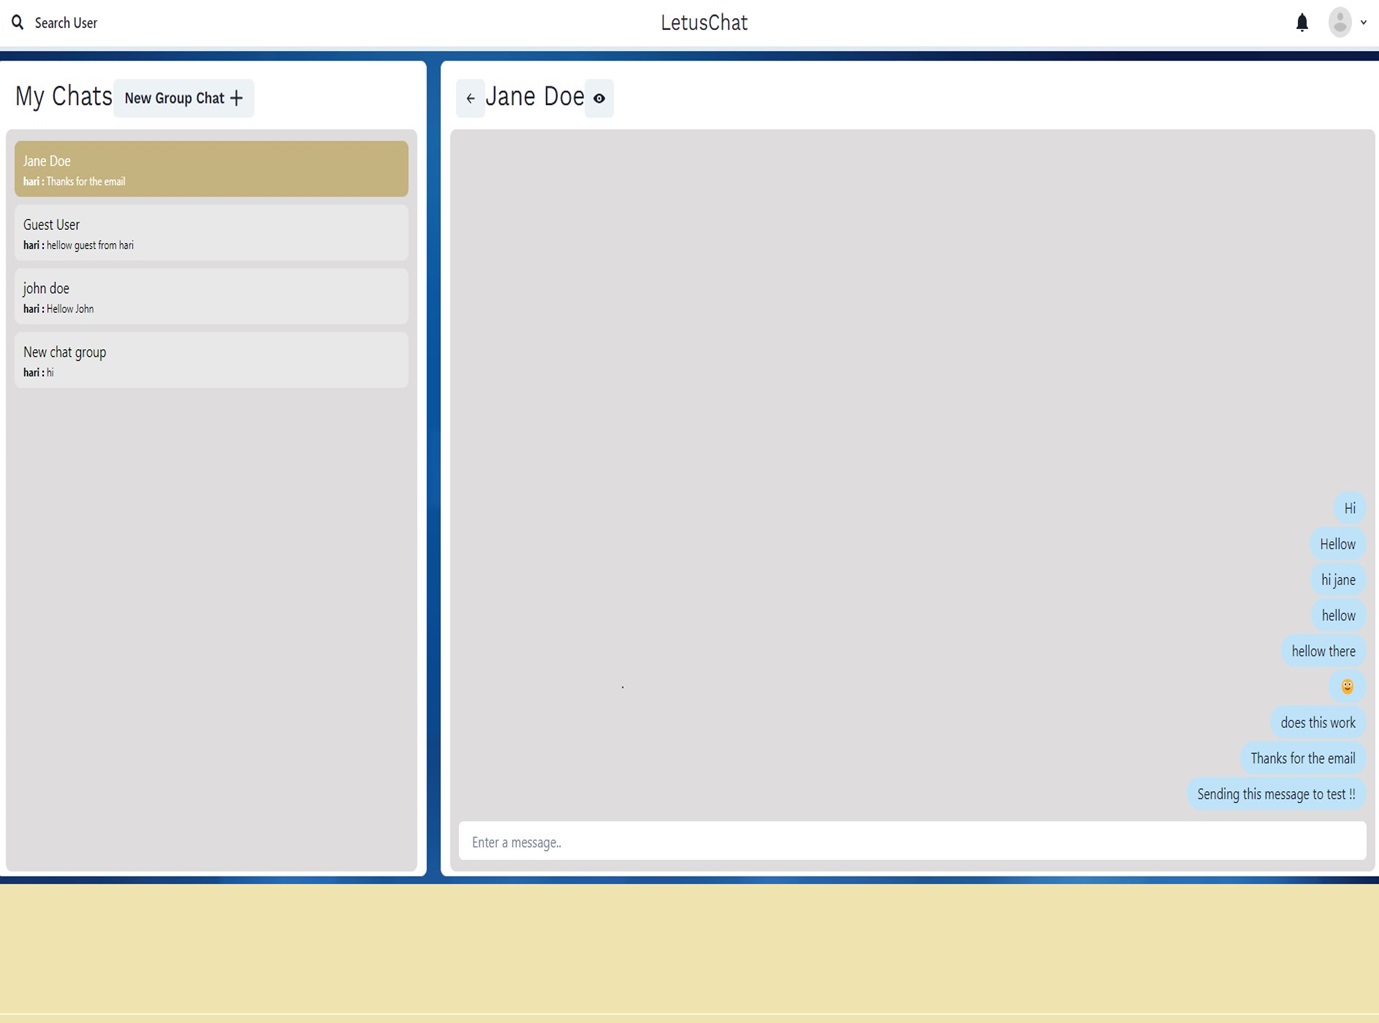 Search User
LetusChat
My Chats
New Group Chat
Jane Doe
hari : Thanks for the email
Guest User
hari : hellow guest from hari
john doe
hari : Hellow John
New chat group
hari : hi
Jane Doe
Hi
Hellow
hi jane
hellow
hellow there
does this work
Thanks for the email
Sending this message to test !!
Enter a message..